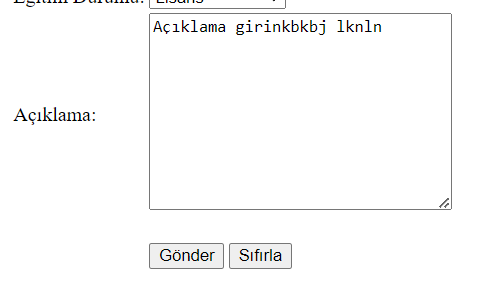 Eğitim Durumu: Lisans
Açıklama girinkbkbj lknln
Açıklama:
Gönder Sıfırla